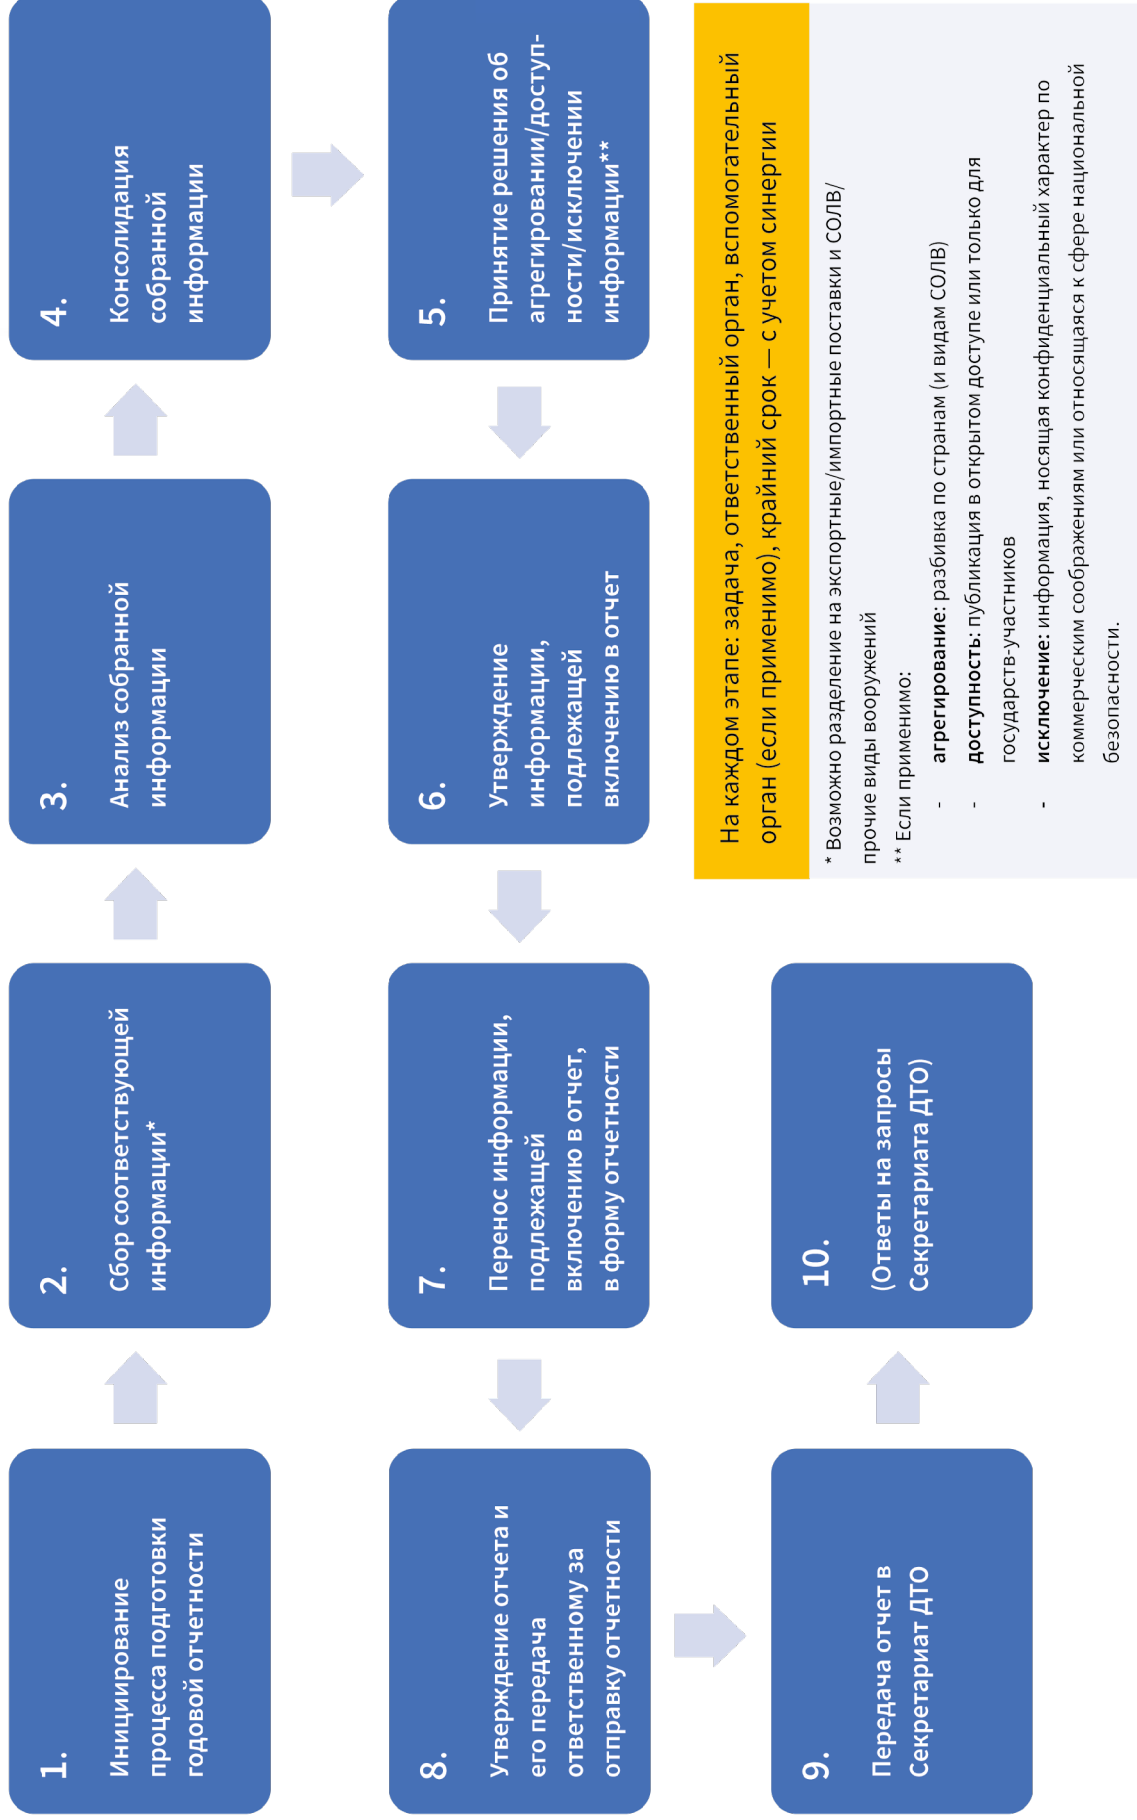 1.
Инициирование
процесса подготовки
годовой отчетности
2.
Сбор соответствующей
информации*
3.
Анализ собранной
информации
4.
Консолидация
собранной
информации
5.
Принятие решения об
агрегировании/доступ-
ности/исключении
информации**
6.
Утверждение
информации,
подлежащей
включению в отчет
7.
Перенос информации,
подлежащей
включению в отчет,
в форму отчетности
8.
Утверждение отчета и
его передача
ответственному за
отправку отчетности
9.
Передача отчет в
Секретариат ДТО
10.
(Ответы на запросы
Секретариата ДТО)
На каждом этапе: задача, ответственный орган, вспомогательный
орган (если применимо), крайний срок — с учетом синергии
* Возможно разделение на экспортные/импортные поставки и СОЛВ/
прочие виды вооружений
** Если применимо:
- агрегирование: разбивка по странам (и видам СОЛВ)
- доступность: публикация в открытом доступе или только для
государств-участников
- исключение: информация, носящая конфиденциальный характер по
коммерческим соображениям или относящаяся к сфере национальной
безопасности.